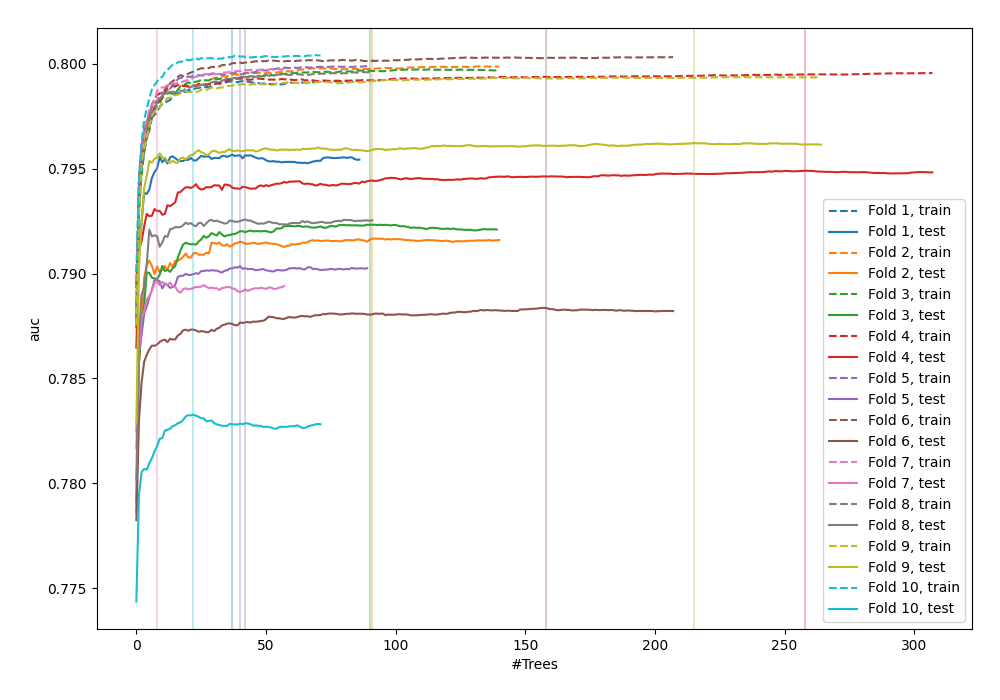 0.800
0.795
0.790
0.785
0.780
0.775
auc
0 50 100 150 200 250 300
#Trees
Fold 1, train
Fold 1, test
Fold 2, train
Fold 2, test
Fold 3, train
Fold 3, test
Fold 4, train
Fold 4, test
Fold 5, train
Fold 5, test
Fold 6, train
Fold 6, test
Fold 7, train
Fold 7, test
Fold 8, train
Fold 8, test
Fold 9, train
Fold 9, test
Fold 10, train
Fold 10, test